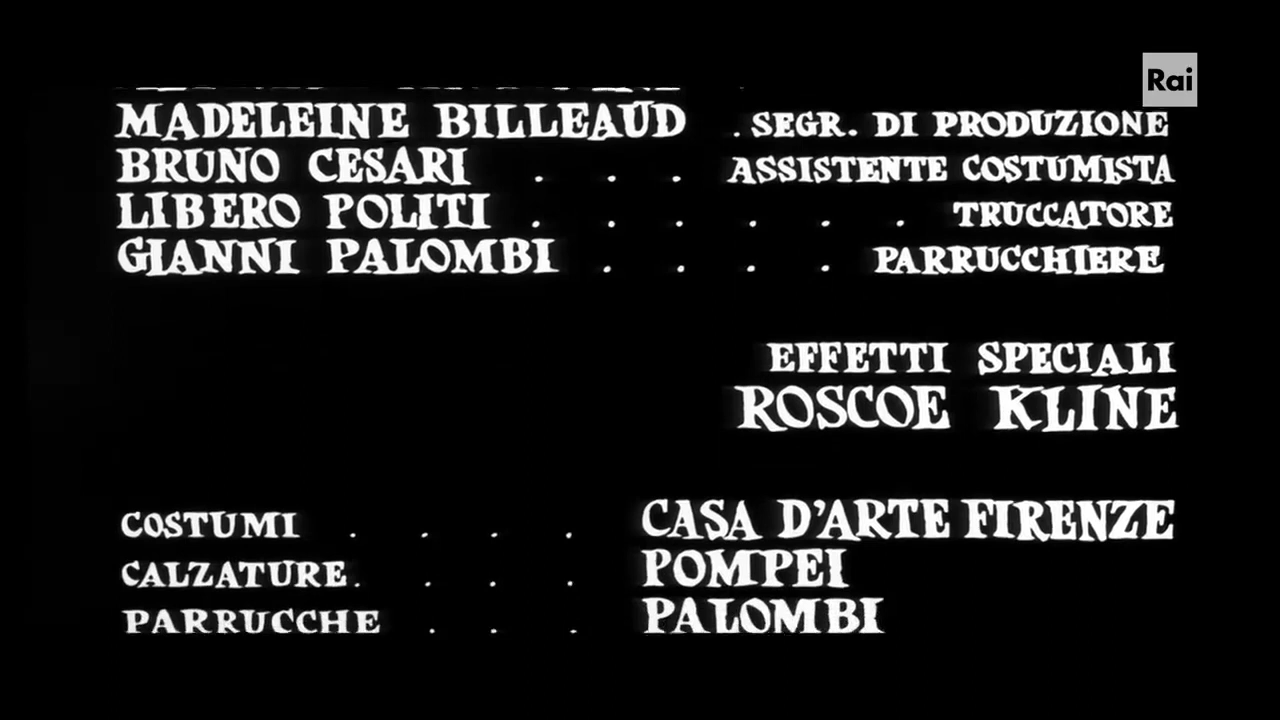 Rai
MADELEINE BILLEAUD . SEGR. DI PRODUZIONE
BRUNO CESARI . . . ASSISTENTE COSTUMISTA
LIBERO POLITI . . . . . . TRUCCATORE
GIANNI PALOMBI . . . . PARRUCCHIERE
EFFETTI SPECIALI
ROSCOE KLINE
COSTUMI . . . . CASA D'ARTE FIRENZE
CALZATURE . . . . POMPEI
PARRUCCHE . . . PALOMBI